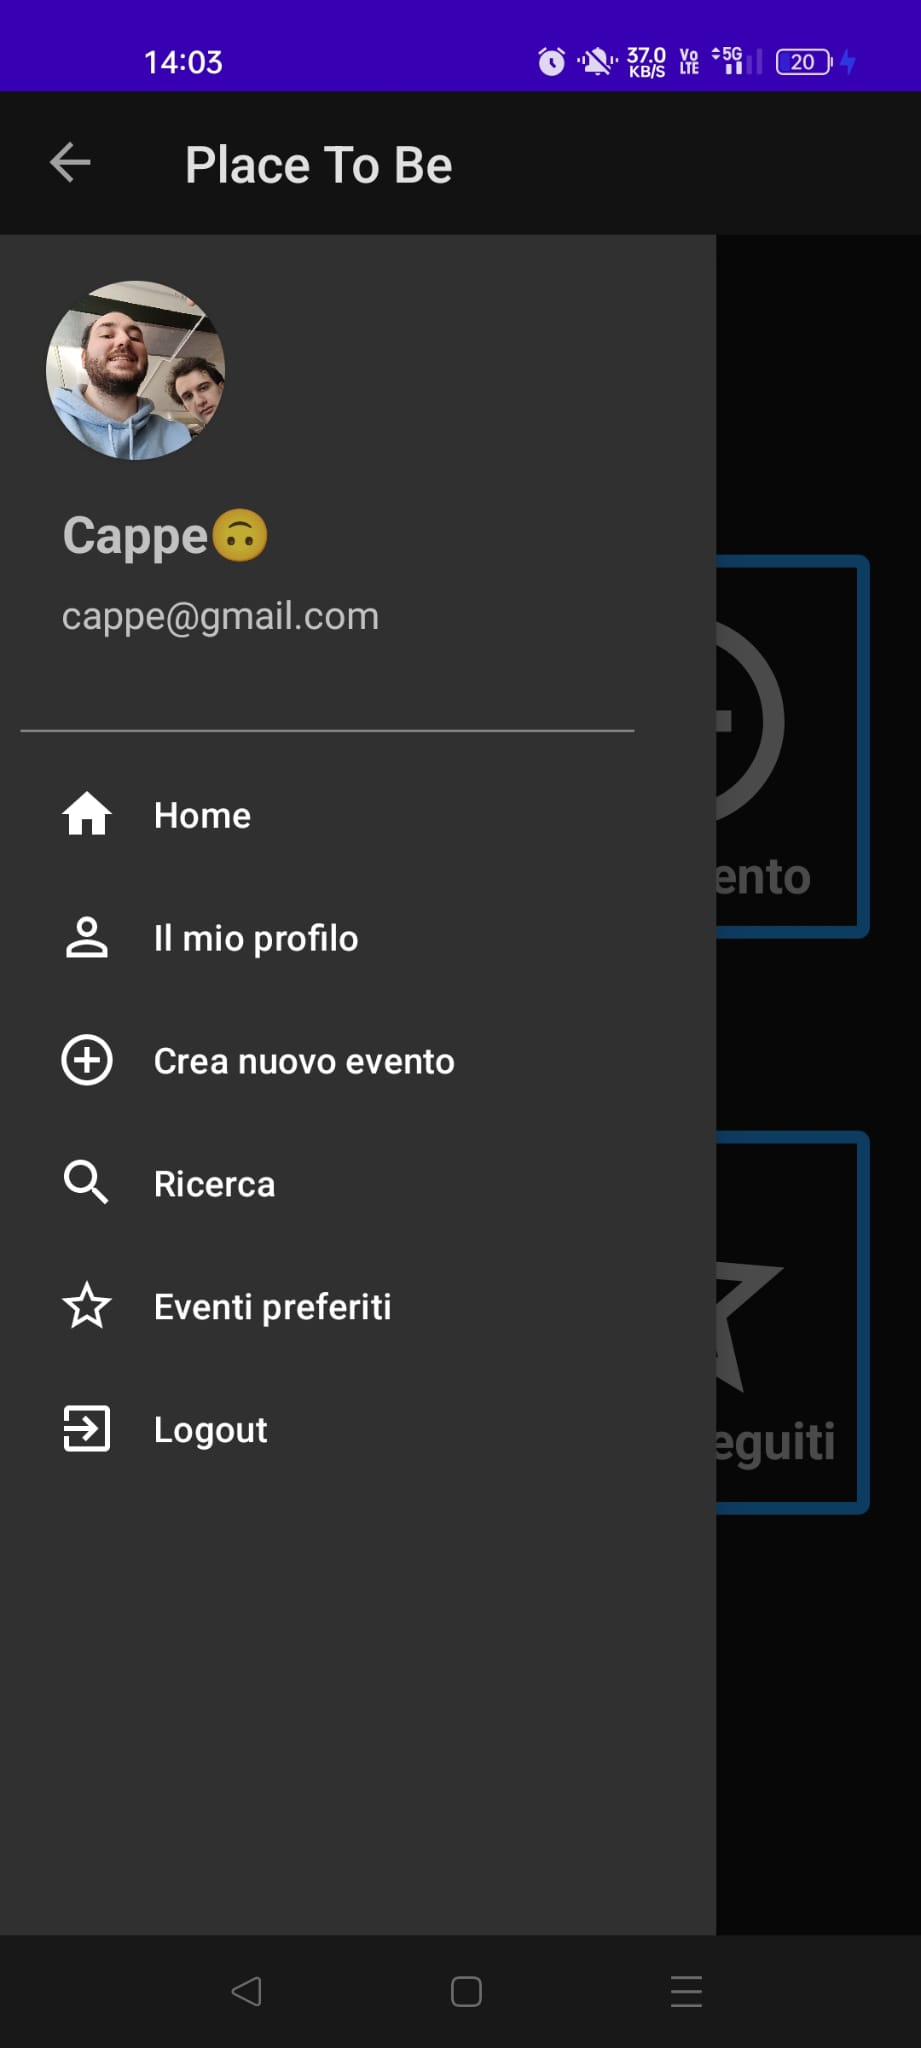 14:03 37.0 KB/S Vo LTE 5G 20
Place To Be
Cappe🙃
cappe@gmail.com
Home
Il mio profilo
ento
Crea nuovo evento
Ricerca
Eventi preferiti
Logout
eguiti